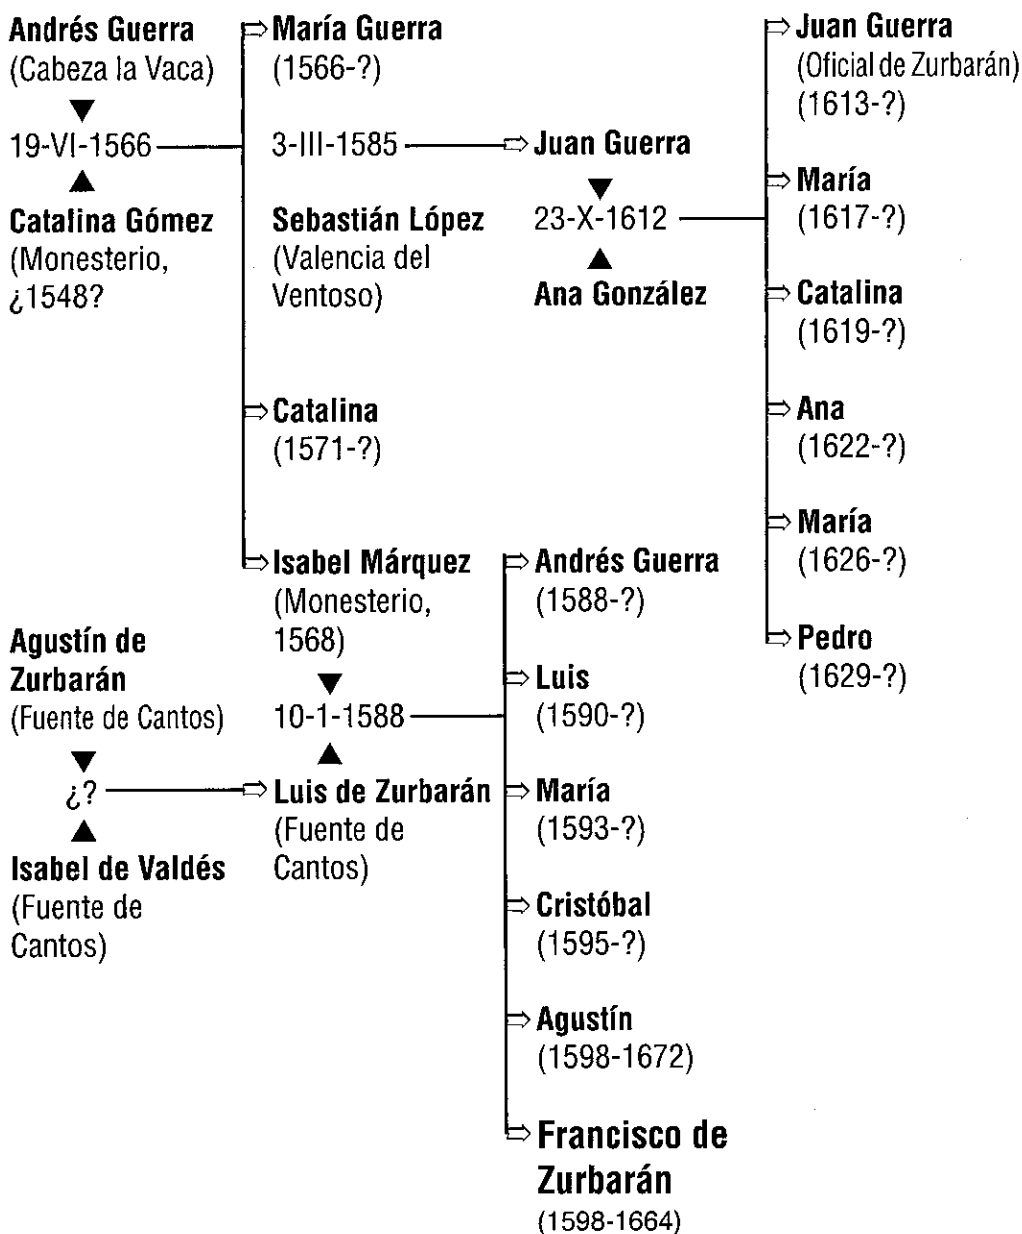 Andrés Guerra
(Cabeza la Vaca)
19-VI-1566
Catalina Gómez
(Monesterio,
¿1548?
María Guerra
(1566-?)
3-III-1585
Sebastián López
(Valencia del
Ventoso)
Juan Guerra
23-X-1612
Ana González
Juan Guerra
(Oficial de Zurbarán)
(1613-?)
María
(1617-?)
Catalina
(1619-?)
Ana
(1622-?)
María
(1626-?)
Pedro
(1629-?)
Catalina
(1571-?)
Isabel Márquez
(Monesterio,
1568)
10-1-1588
Luis de Zurbarán
(Fuente de
Cantos)
Agustín de
Zurbarán
(Fuente de Cantos)
¿?
Isabel de Valdés
(Fuente de
Cantos)
Andrés Guerra
(1588-?)
Luis
(1590-?)
María
(1593-?)
Cristóbal
(1595-?)
Agustín
(1598-1672)
Francisco de
Zurbarán
(1598-1664)